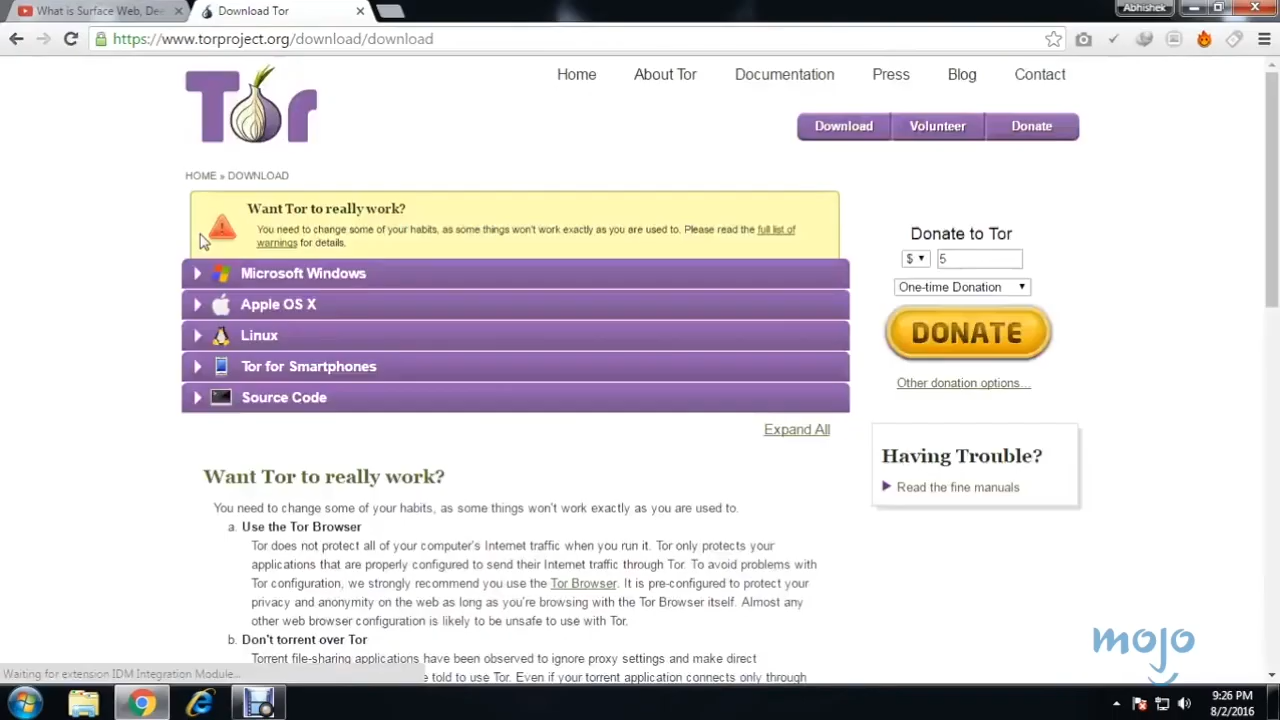 What is Surface Web, De
Download Tor
Abhishek
https://www.torproject.org/download/download
Tor
Home
About Tor
Documentation
Press
Blog
Contact
Download
Volunteer
Donate
HOME » DOWNLOAD
Want Tor to really work?
You need to change some of your habits, as some things won't work exactly as you are used to. Please read the full list of
warnings for details.
Microsoft Windows
Apple OS X
Linux
Tor for Smartphones
Source Code
Expand All
Donate to Tor
$ 5
One-time Donation
DONATE
Other donation options...
Having Trouble?
Read the fine manuals
Want Tor to really work?
You need to change some of your habits, as some things won't work exactly as you are used to.
a. Use the Tor Browser
Tor does not protect all of your computer's Internet traffic when you run it. Tor only protects your
applications that are properly configured to send their Internet traffic through Tor. To avoid problems with
Tor configuration, we strongly recommend you use the Tor Browser. It is pre-configured to protect your
privacy and anonymity on the web as long as you're browsing with the Tor Browser itself. Almost any
other web browser configuration is likely to be unsafe to use with Tor.
b. Don't torrent over Tor
Torrent file-sharing applications have been observed to ignore proxy settings and make direct
e told to use Tor. Even if your torrent application connects only through
Waiting for extension IDM Integration Module...
mojo
9:26 PM
8/2/2016